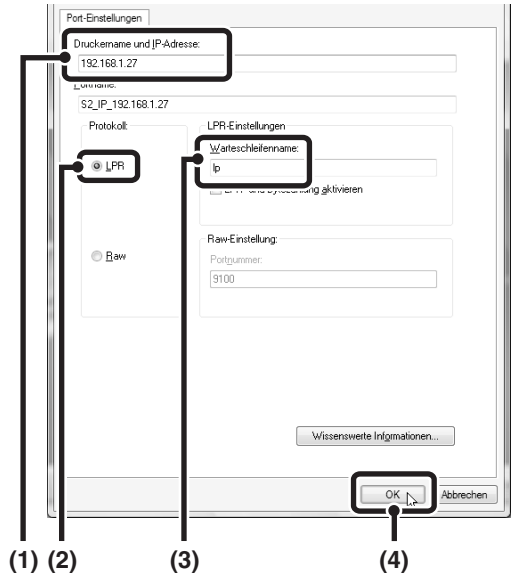 Port-Einstellungen
Druckername und IP-Adresse:
192.168.1.27
Portname:
S2_IP_192.168.1.27
Protokoll:
LPR-Einstellungen
Warteschleifenname:
LPR
lp
aktivieren
Raw-Einstellung:
Raw
Portnummer:
9100
Wissenswerte Informationen...
OK
Abbrechen
(1) (2) (3) (4)